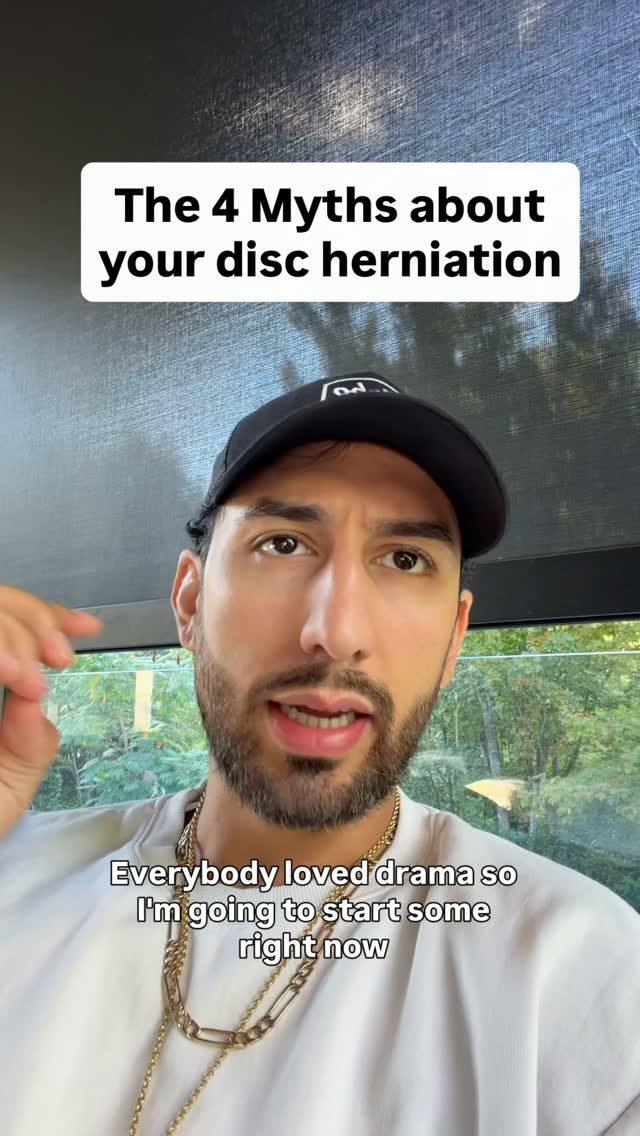 The 4 Myths about
your disc herniation
Everybody loved drama so
I'm going to start some
right now